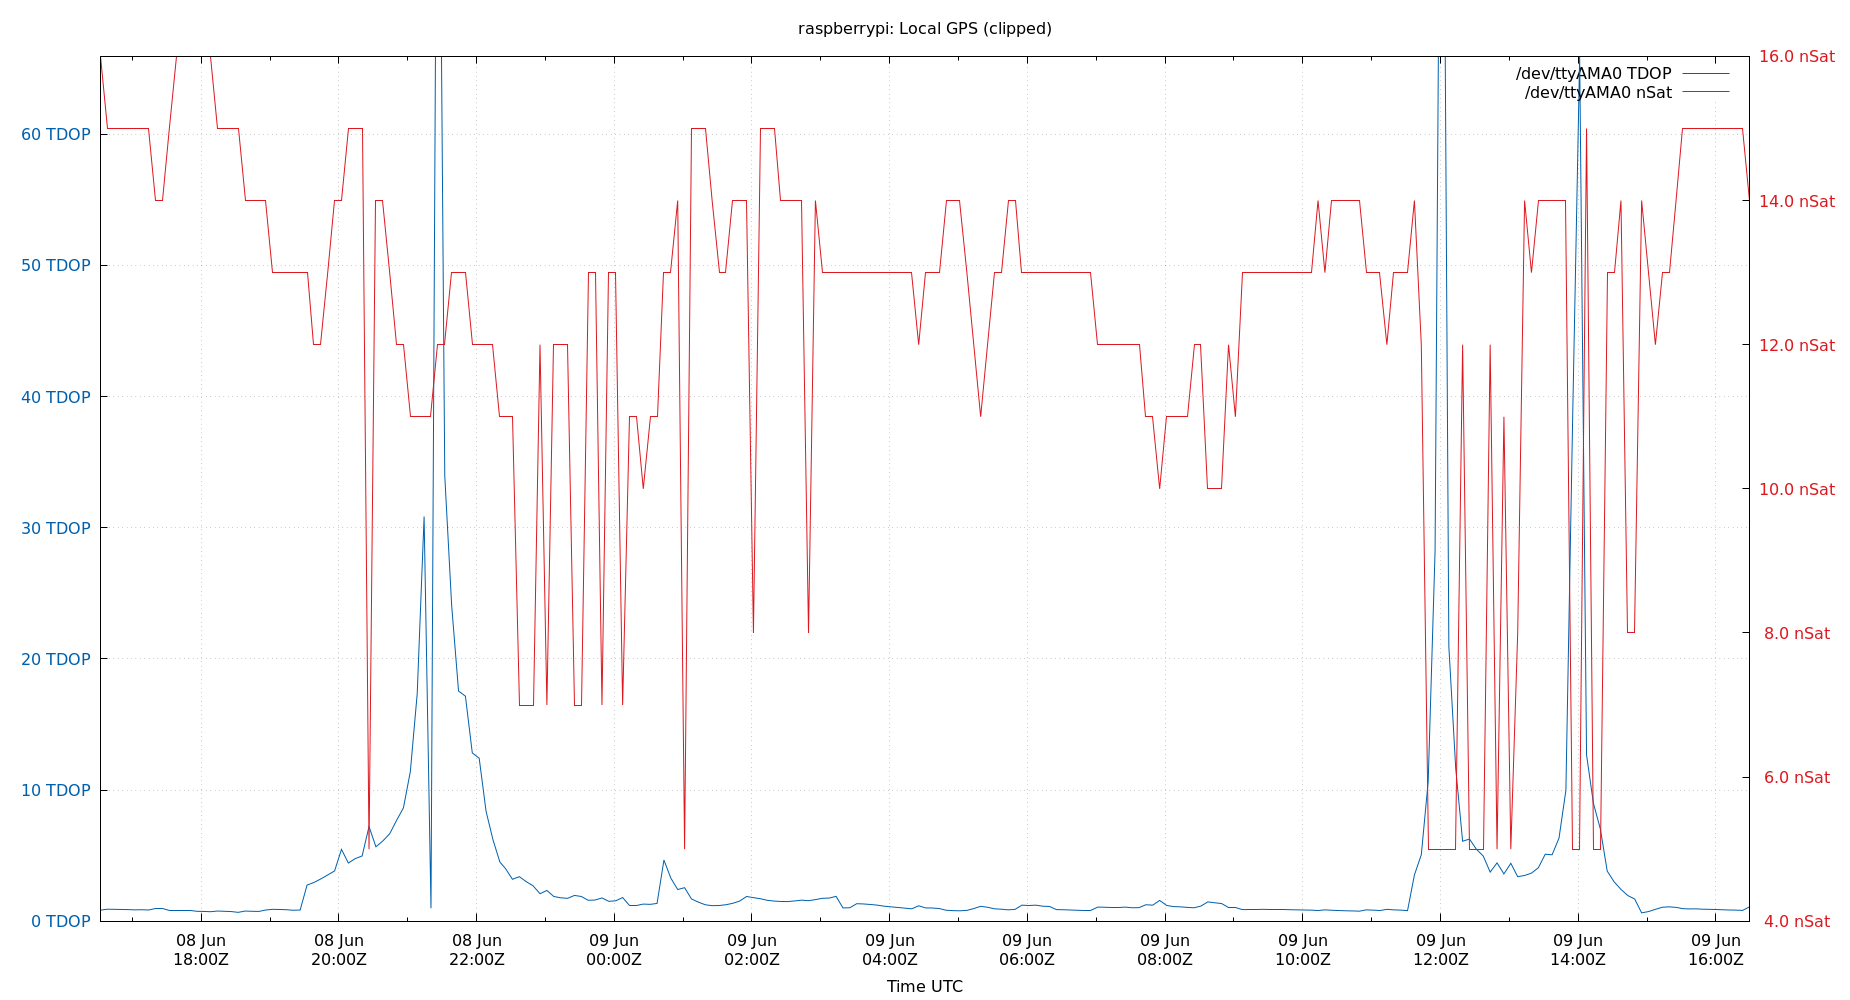 raspberrypi: Local GPS (clipped)
/dev/ttyAMA0 TDOP
/dev/ttyAMA0 nSat
60 TDOP
50 TDOP
40 TDOP
30 TDOP
20 TDOP
10 TDOP
0 TDOP
16.0 nSat
14.0 nSat
12.0 nSat
10.0 nSat
8.0 nSat
6.0 nSat
4.0 nSat
08 Jun 18:00Z
08 Jun 20:00Z
08 Jun 22:00Z
09 Jun 00:00Z
09 Jun 02:00Z
09 Jun 04:00Z
09 Jun 06:00Z
09 Jun 08:00Z
09 Jun 10:00Z
09 Jun 12:00Z
09 Jun 14:00Z
09 Jun 16:00Z
Time UTC